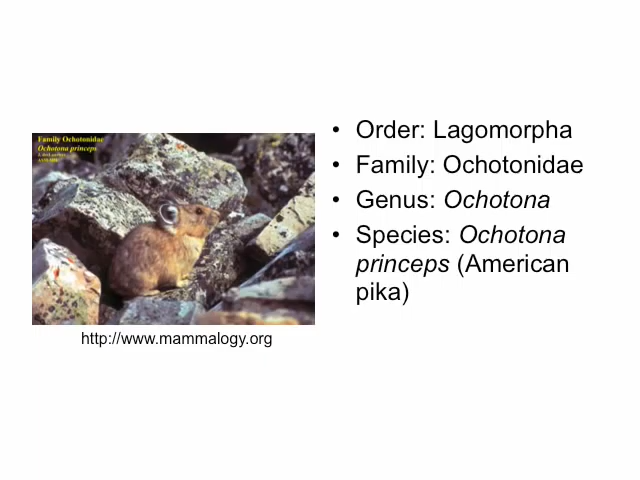 Family Ochotonidae
Ochotona princeps
• Order: Lagomorpha
• Family: Ochotonidae
• Genus: Ochotona
• Species: Ochotona
princeps (American
pika)
http://www.mammalogy.org